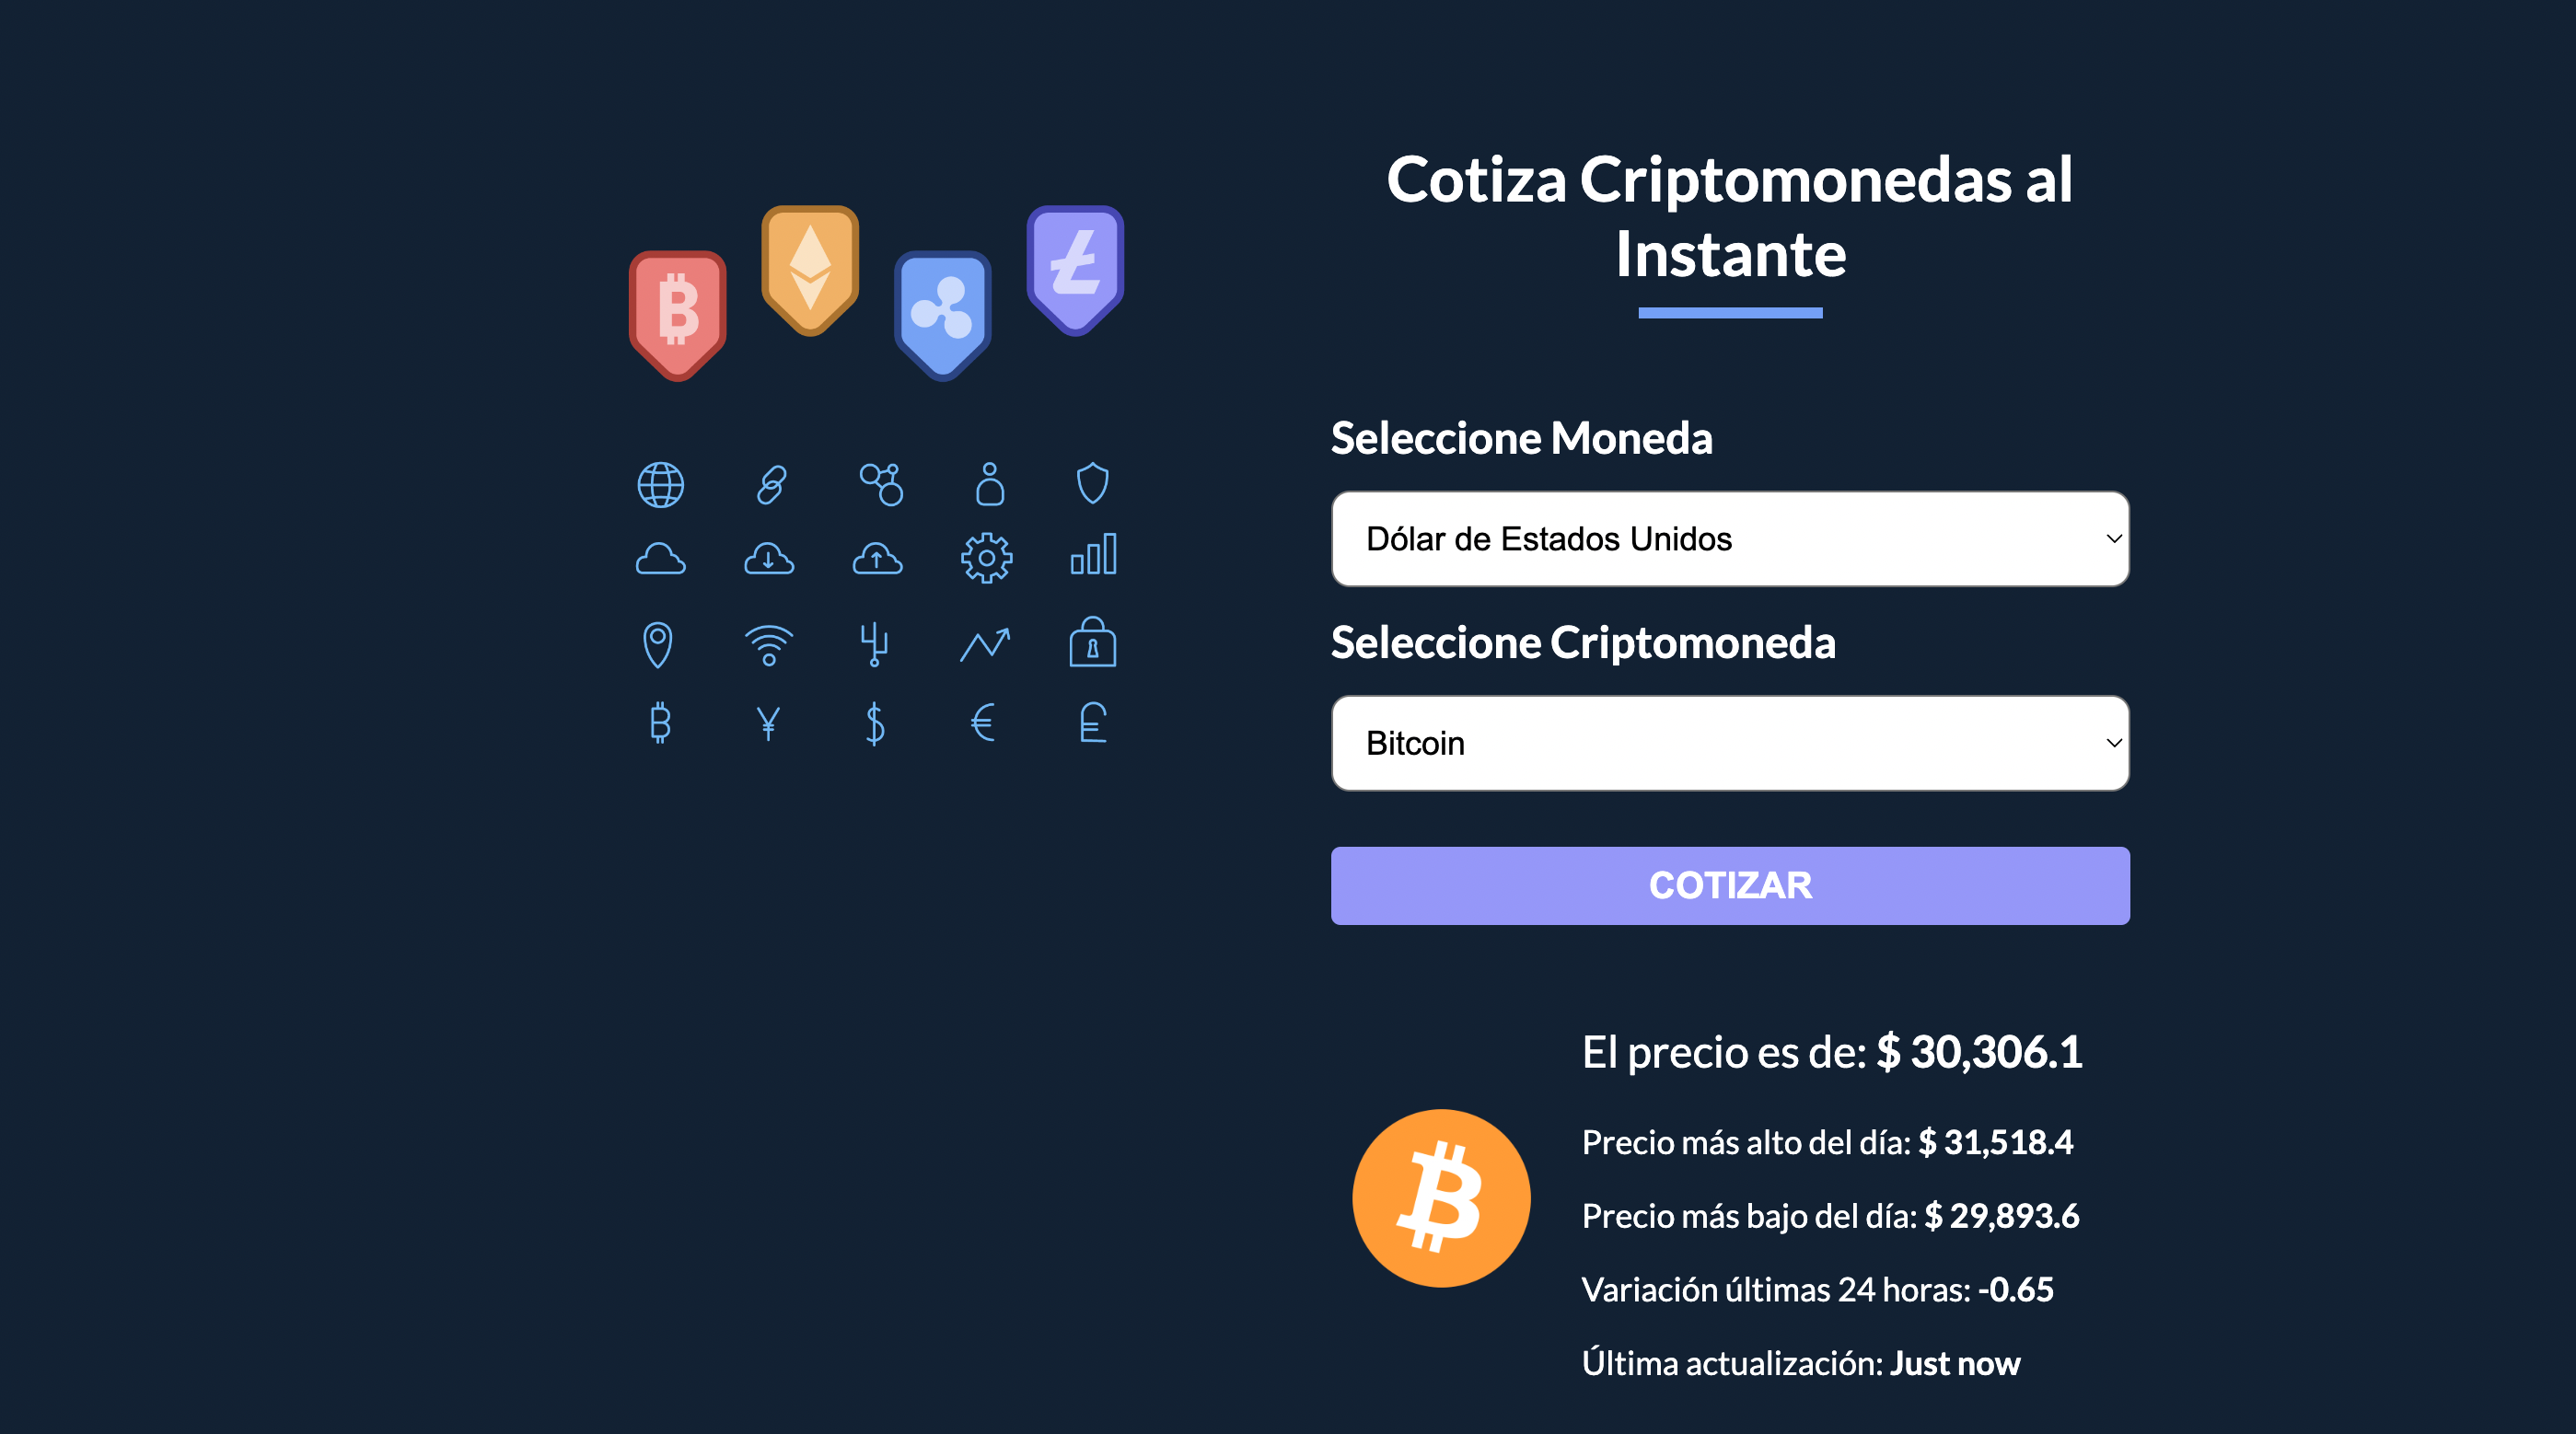 Cotiza Criptomonedas al
Instante
Seleccione Moneda
Dólar de Estados Unidos
Seleccione Criptomoneda
Bitcoin
COTIZAR
El precio es de: $ 30,306.1
Precio más alto del día: $ 31,518.4
Precio más bajo del día: $ 29,893.6
Variación últimas 24 horas: -0.65
Última actualización: Just now